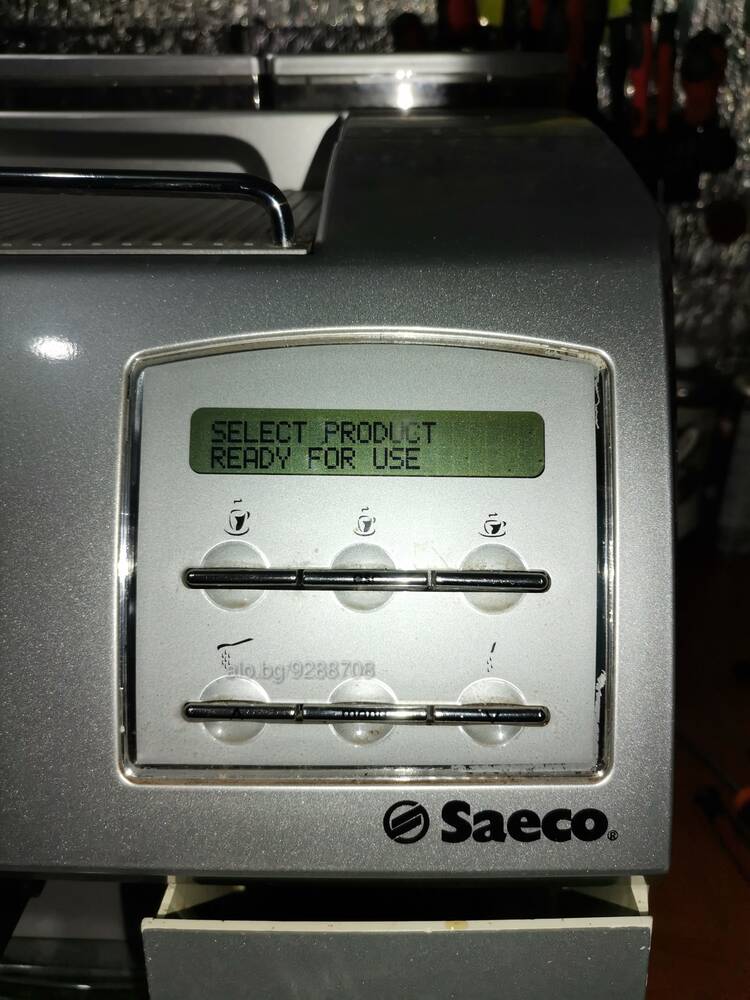 SELECT PRODUCT
READY FOR USE
alo.bg/9288708
Saeco®